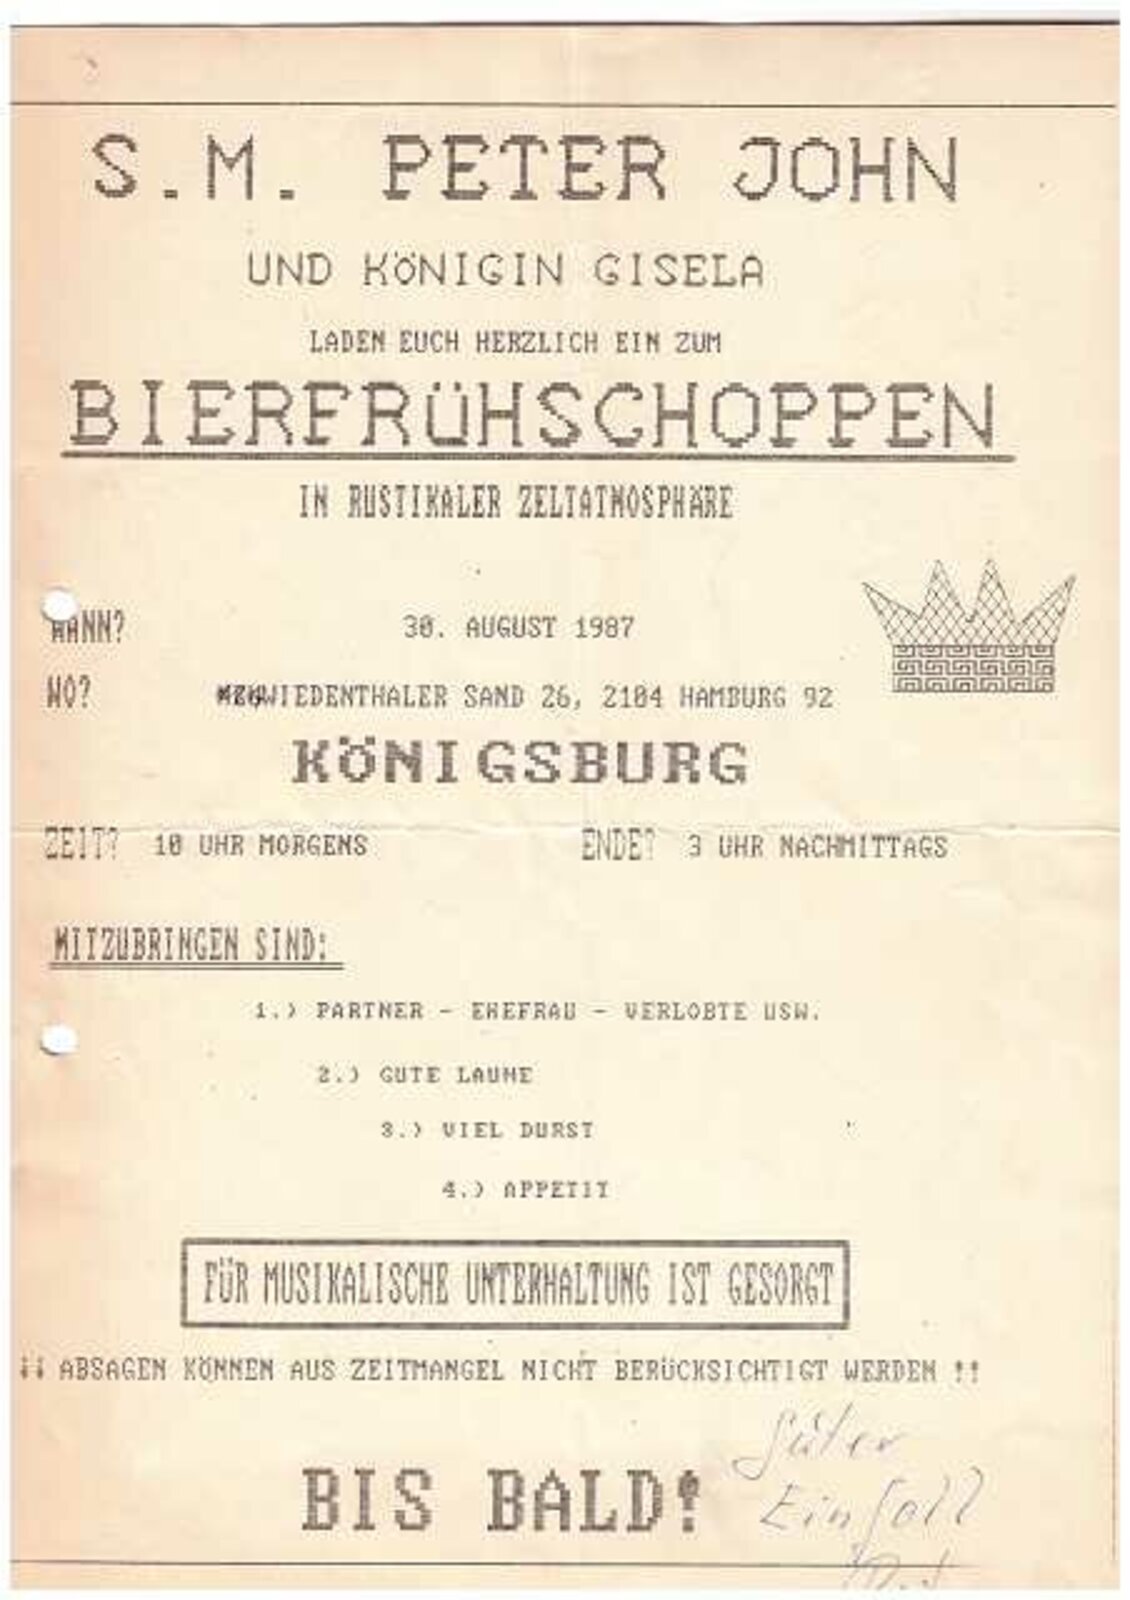 S.M. PETER JOHN
UND KÖNIGIN GISELA
LADEN EUCH HERZLICH EIN ZUM
BIERFRÜHSCHOPPEN
IN RUSTIKALER ZELTATMOSPHÄRE
WANN? 30. AUGUST 1987
WO? WIEDENTHALER SAND 26, 2104 HAMBURG 92
KÖNIGSBURG
ZEIT? 10 UHR MORGENS ENDE? 3 UHR NACHMITTAGS
MITZUBRINGEN SIND:
1.) PARTNER - EHEFRAU - VERLOBTE USW.
2.) GUTE LAUNE
3.) VIEL DURST
4.) APPETIT
FÜR MUSIKALISCHE UNTERHALTUNG IST GESORGT
¡¡ ABSAGEN KÖNNEN AUS ZEITMANGEL NICHT BERÜCKSICHTIGT WERDEN !!
BIS BALD!
Guter
Einfall